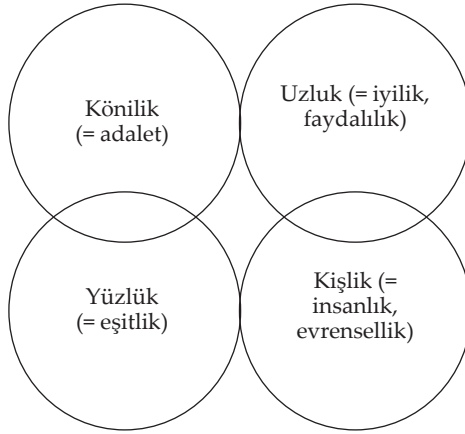 Könilik
(= adalet)
Uzluk (= iyilik,
faydalılık)
Yüzlük
(= eşitlik)
Kişlik (=
insanlık,
evrensellik)